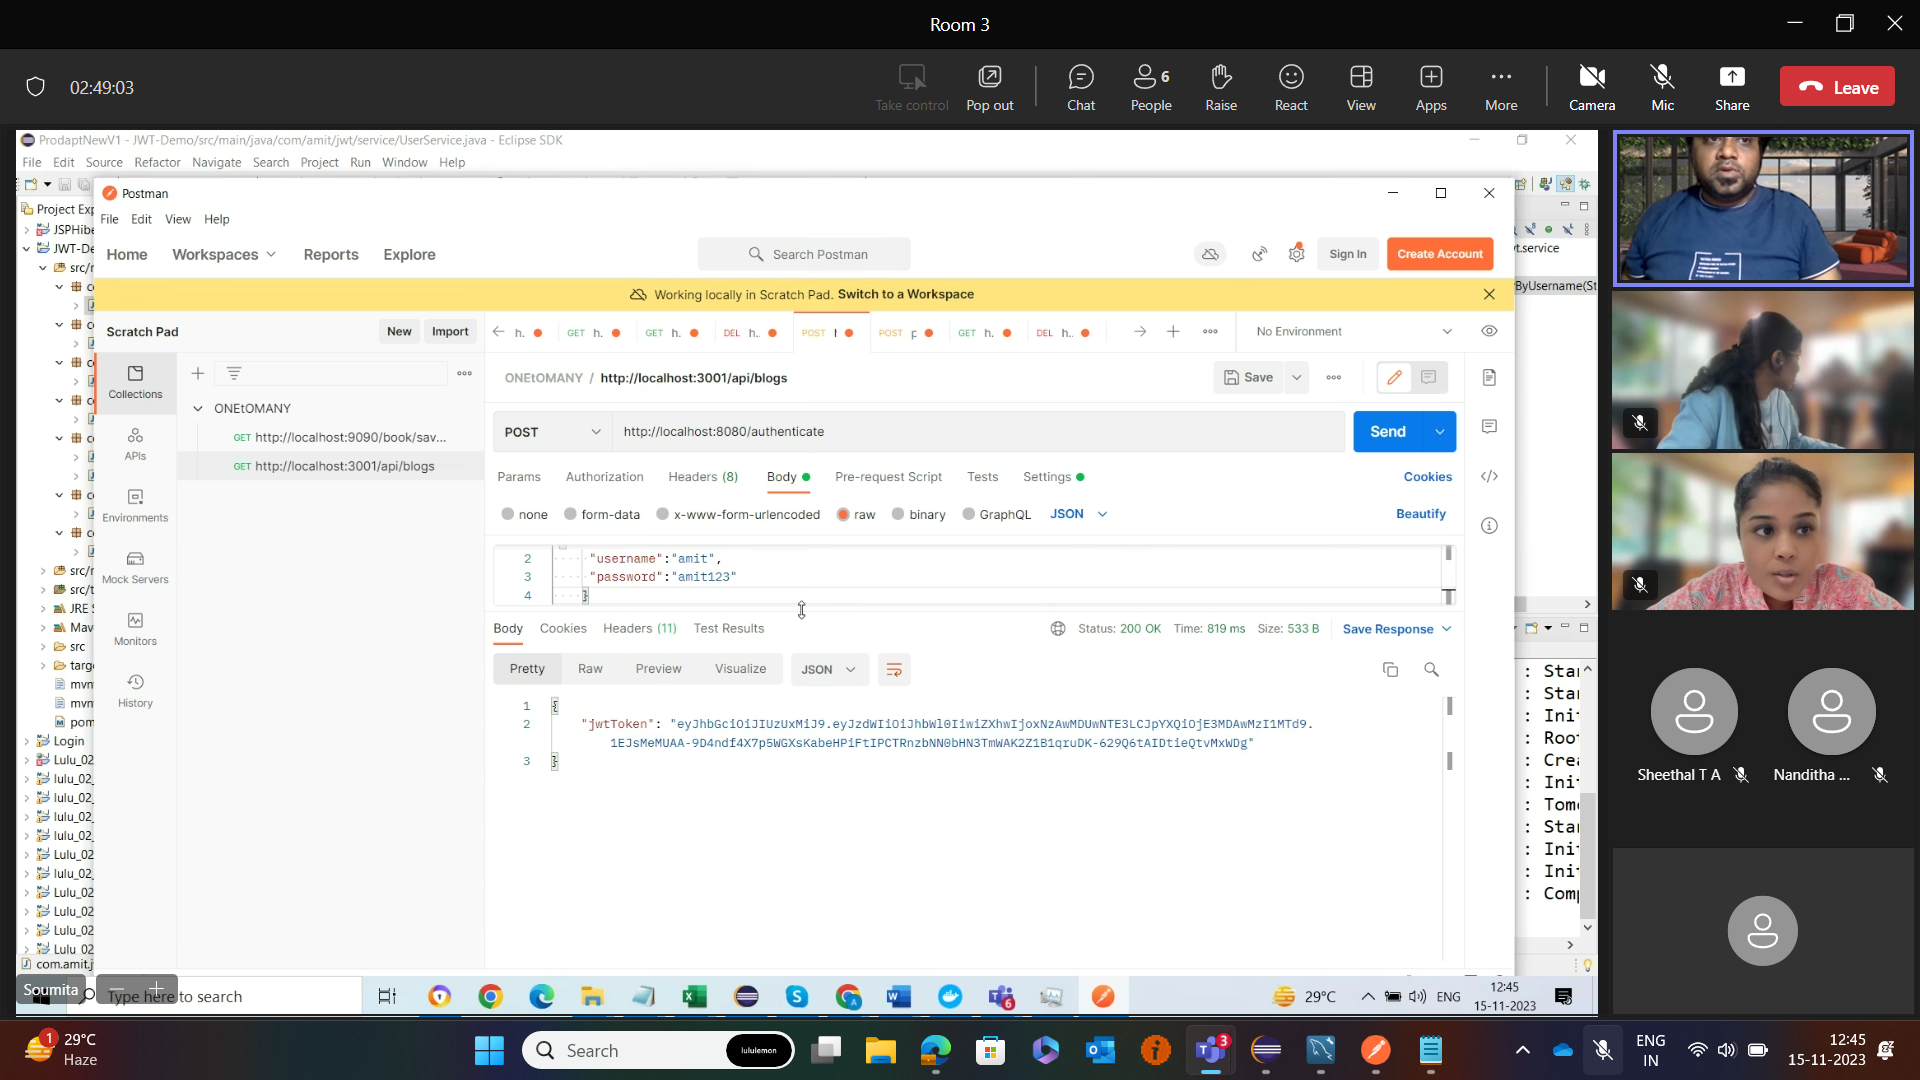 Room 3
02:49:03
Take control
Pop out
Chat
6
People
Raise
React
View
Apps
More
Camera
Mic
Share
Leave
ProdaptNewV1 - JWT-Demo/src/main/java/com/amit/jwt/service/UserService.java - Eclipse SDK
File Edit Source Refactor Navigate Search Project Run Window Help
Project Exp
JSPHibe
JWT-De
src/r
src/r
src/t
JRE S
Mav
src
targ
mvn
mvn
pom
Login
Lulu_02
lulu_02_
lulu_02_
lulu_02_
lulu_02_
Lulu_02
lulu_02_
Lulu_02
lulu_02_
Lulu_02
Lulu_02
com.amit.j
Postman
File Edit View Help
Home Workspaces Reports Explore
Search Postman
Sign In
Create Account
Working locally in Scratch Pad. Switch to a Workspace
Scratch Pad
New
Import
h.
GET h.
GET h.
DEL h..
POST
POST p
GET h.
DEL h..
No Environment
Collections
APIs
Environments
Mock Servers
Monitors
History
ONEtOMANY
GET http://localhost:9090/book/sav...
GET http://localhost:3001/api/blogs
ONEtOMANY / http://localhost:3001/api/blogs
Save
POST
http://localhost:8080/authenticate
Send
Params Authorization Headers (8) Body Pre-request Script Tests Settings Cookies
none form-data x-www-form-urlencoded raw binary GraphQL JSON Beautify
2 "username":"amit",
3 "password":"amit123"
4 }
Body Cookies Headers (11) Test Results
Status: 200 OK Time: 819 ms Size: 533 B Save Response
Pretty Raw Preview Visualize JSON
1 {
2 "jwtToken": "eyJhbGciOiJIUzUxMiJ9.eyJzdWIiOiJhbWl0IiwiZXhwIjoxNzAwMDUwNTE3LCJpYXQiOjE3MDAwMzI1MTd9.
1EJsMeMUAA-9D4ndf4X7p5WGXsKabeHPiFtIPCTRnzbNN0bHN3TmWAK2Z1B1qruDK-629Q6tAIDtieQtvMxWDg"
3 }
t.service
ByUsername(St
: Sta
: Sta
: Ini
: Roo
: Cre
: Ini
: Tom
: Sta
: Ini
: Ini
: Com
Soumita
Type here to search
29°C
ENG
12:45
15-11-2023
Sheethal T A
Nanditha ...
1
29°C
Haze
Search
lululemon
3
ENG
IN
12:45
15-11-2023